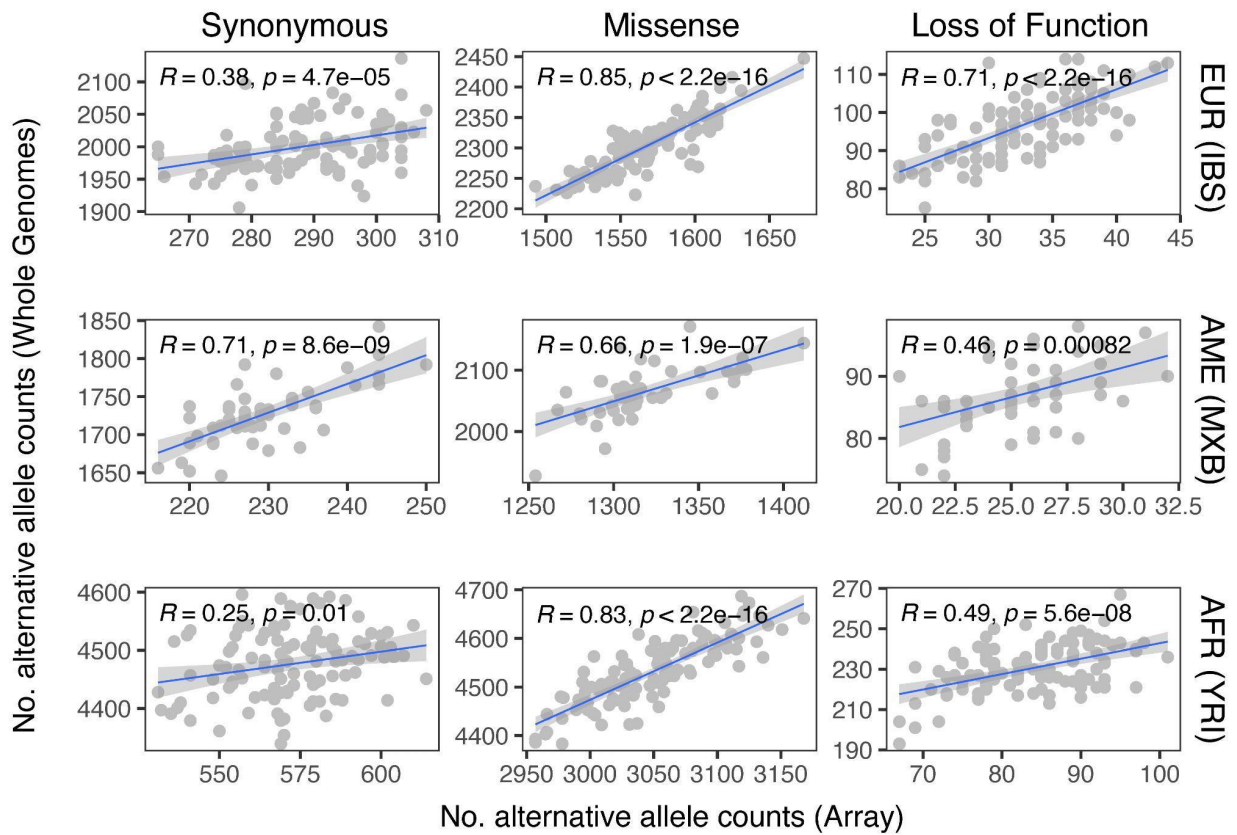 Synonymous
Missense
Loss of Function
No. alternative allele counts (Whole Genomes)
R = 0.38, p = 4.7e−05
2100
2050
2000
1950
1900
270 280 290 300 310
R = 0.85, p < 2.2e−16
2450
2400
2350
2300
2250
2200
1500 1550 1600 1650
R = 0.71, p < 2.2e−16
110
100
90
80
25 30 35 40 45
EUR (IBS)
R = 0.71, p = 8.6e−09
1850
1800
1750
1700
1650
220 230 240 250
R = 0.66, p = 1.9e−07
2100
2000
1250 1300 1350 1400
R = 0.46, p = 0.00082
90
80
20.0 22.5 25.0 27.5 30.0 32.5
AME (MXB)
R = 0.25, p = 0.01
4600
4500
4400
550 575 600
R = 0.83, p < 2.2e−16
4700
4600
4500
4400
2950 3000 3050 3100 3150
R = 0.49, p = 5.6e−08
270
250
230
210
190
70 80 90 100
AFR (YRI)
No. alternative allele counts (Array)